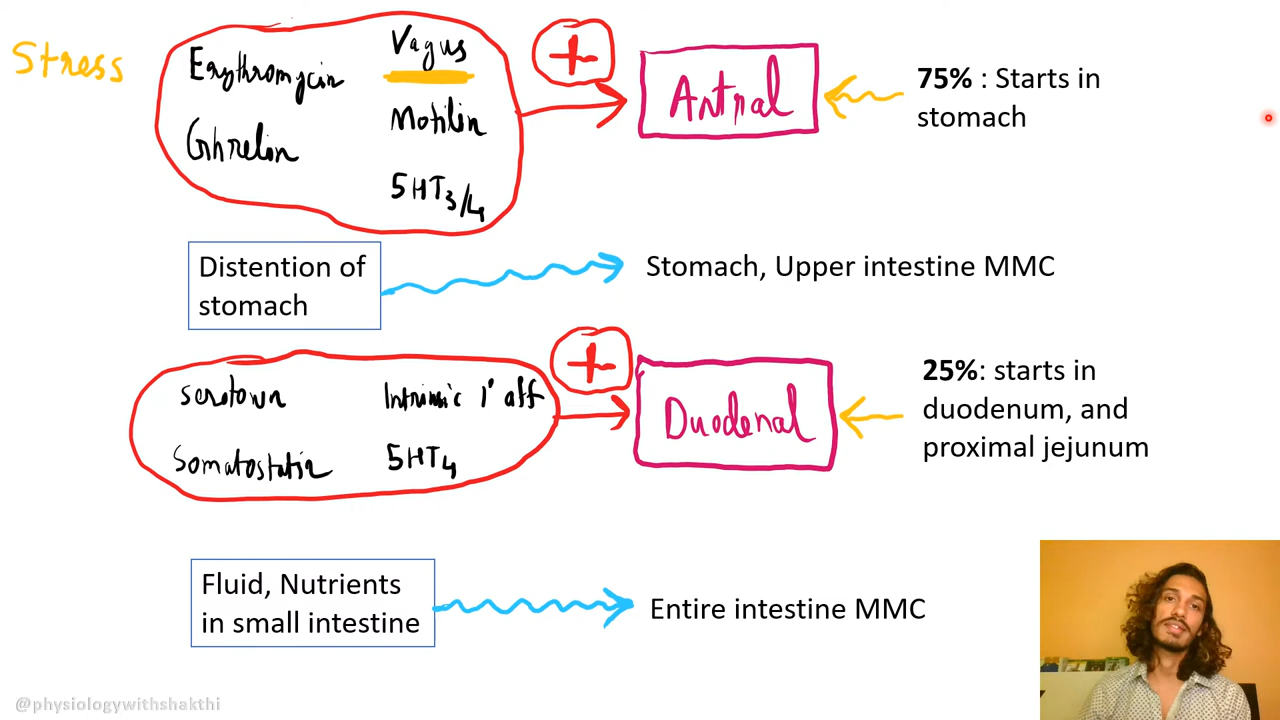 Stress
Erythromycin
Vagus
Ghrelin
Motilin
5HT3/4
+
Antral
75% : Starts in
stomach
Distention of
stomach
Stomach, Upper intestine MMC
Serotonin
Intrinsic 1° aff
Somatostatin
5HT4
+
Duodenal
25%: starts in
duodenum, and
proximal jejunum
Fluid, Nutrients
in small intestine
Entire intestine MMC
@physiologywithshakthi